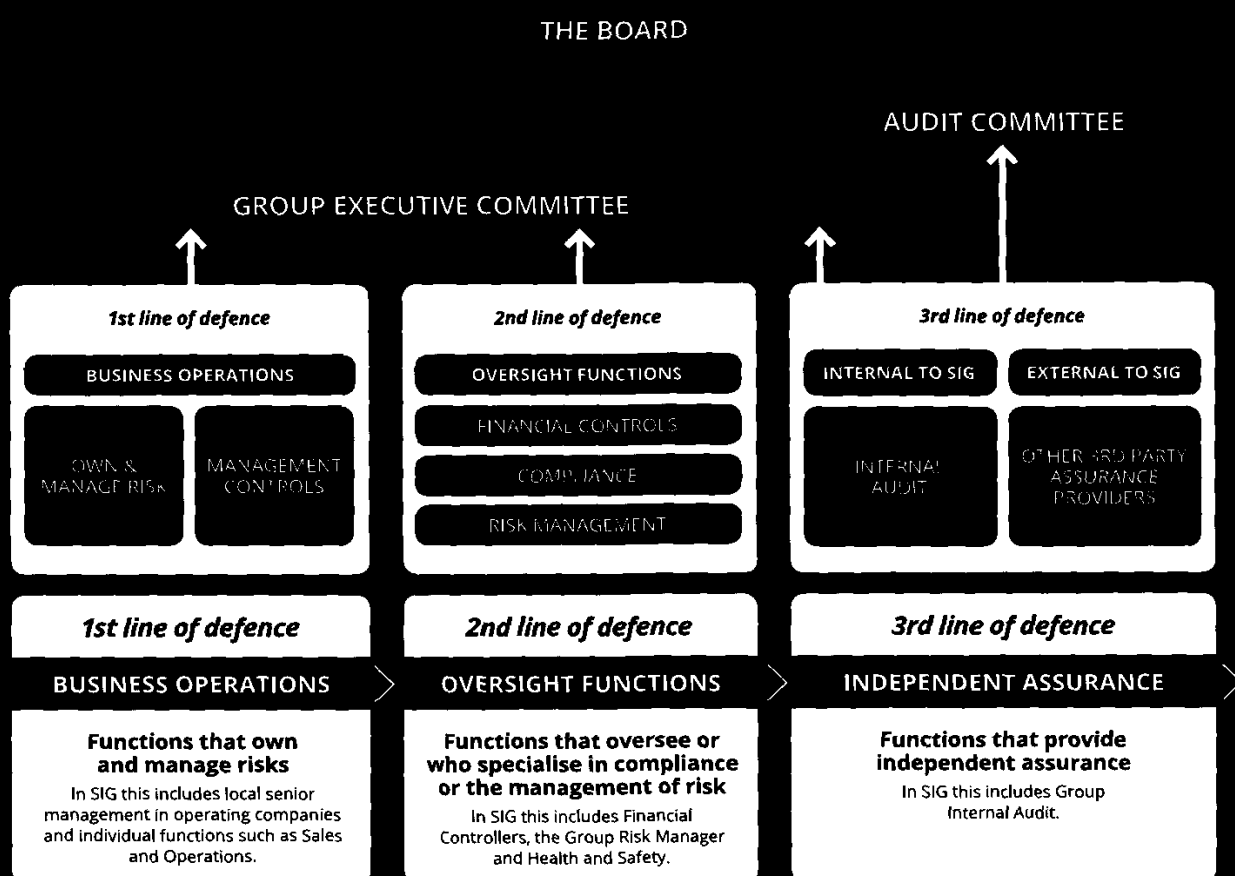 THE BOARD
AUDIT COMMITTEE
GROUP EXECUTIVE COMMITTEE
1st line of defence
BUSINESS OPERATIONS
OWN &
MANAGE RISK
MANAGEMENT
CONTROLS
2nd line of defence
OVERSIGHT FUNCTIONS
FINANCIAL CONTROLS
COMPLIANCE
RISK MANAGEMENT
3rd line of defence
INTERNAL TO SIG
EXTERNAL TO SIG
INTERNAL
AUDIT
OTHER 3RD PARTY
ASSURANCE
PROVIDERS
1st line of defence
BUSINESS OPERATIONS
Functions that own
and manage risks
In SIG this includes local senior
management in operating companies
and individual functions such as Sales
and Operations.
2nd line of defence
OVERSIGHT FUNCTIONS
Functions that oversee or
who specialise in compliance
or the management of risk
In SIG this includes Financial
Controllers, the Group Risk Manager
and Health and Safety.
3rd line of defence
INDEPENDENT ASSURANCE
Functions that provide
independent assurance
In SIG this includes Group
Internal Audit.